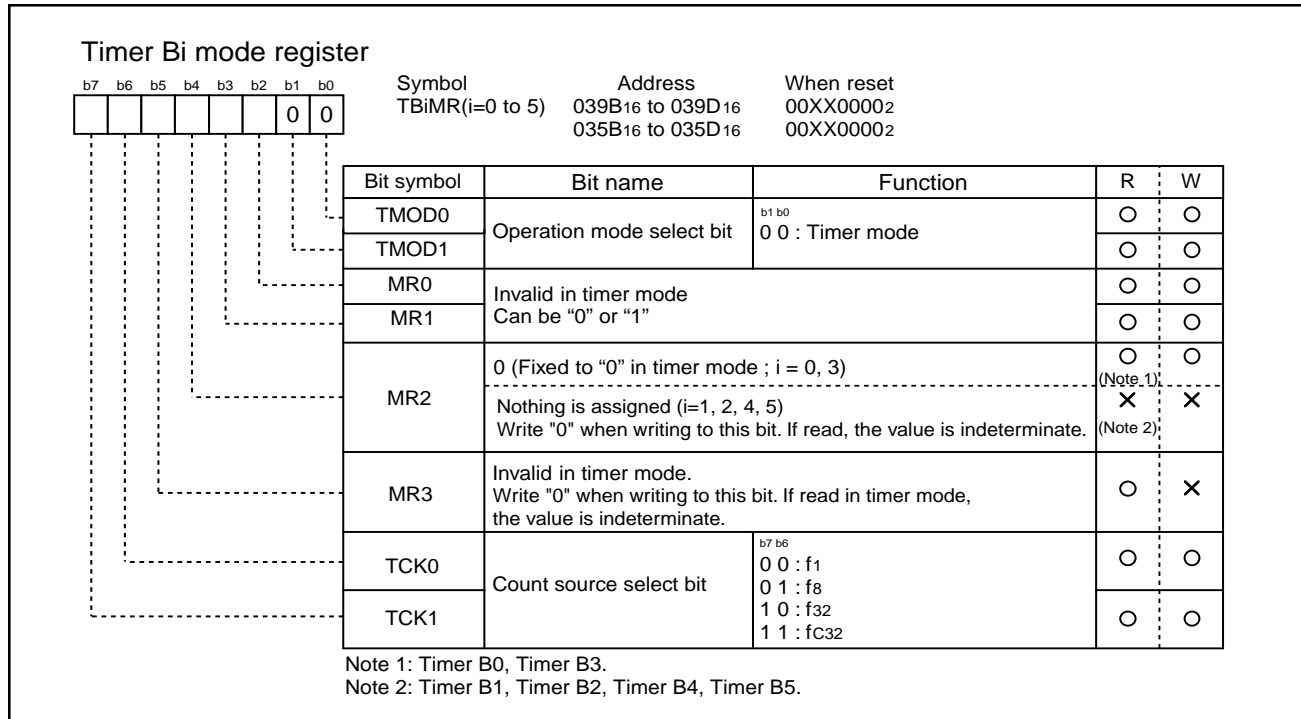 Timer Bi mode register
b7 b6 b5 b4 b3 b2 b1 b0
0 0
Symbol Address When reset
TBiMR(i=0 to 5) 039B16 to 039D16 00XX00002
035B16 to 035D16 00XX00002
Bit symbol Bit name Function R W
TMOD0
TMOD1
Operation mode select bit
b1 b0
0 0 : Timer mode
MR0
MR1
Invalid in timer mode
Can be “0” or “1”
MR2
0 (Fixed to “0” in timer mode ; i = 0, 3)
(Note 1)
Nothing is assigned (i=1, 2, 4, 5)
Write "0" when writing to this bit. If read, the value is indeterminate.
(Note 2)
MR3
Invalid in timer mode.
Write "0" when writing to this bit. If read in timer mode,
the value is indeterminate.
TCK0
TCK1
Count source select bit
b7 b6
0 0 : f1
0 1 : f8
1 0 : f32
1 1 : fC32
Note 1: Timer B0, Timer B3.
Note 2: Timer B1, Timer B2, Timer B4, Timer B5.